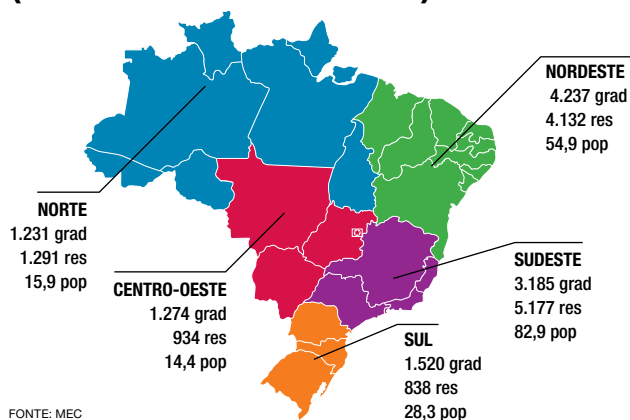 NORDESTE
4.237 grad
4.132 res
54,9 pop
NORTE
1.231 grad
1.291 res
15,9 pop
CENTRO-OESTE
1.274 grad
934 res
14,4 pop
SUDESTE
3.185 grad
5.177 res
82,9 pop
SUL
1.520 grad
838 res
28,3 pop
FONTE: MEC